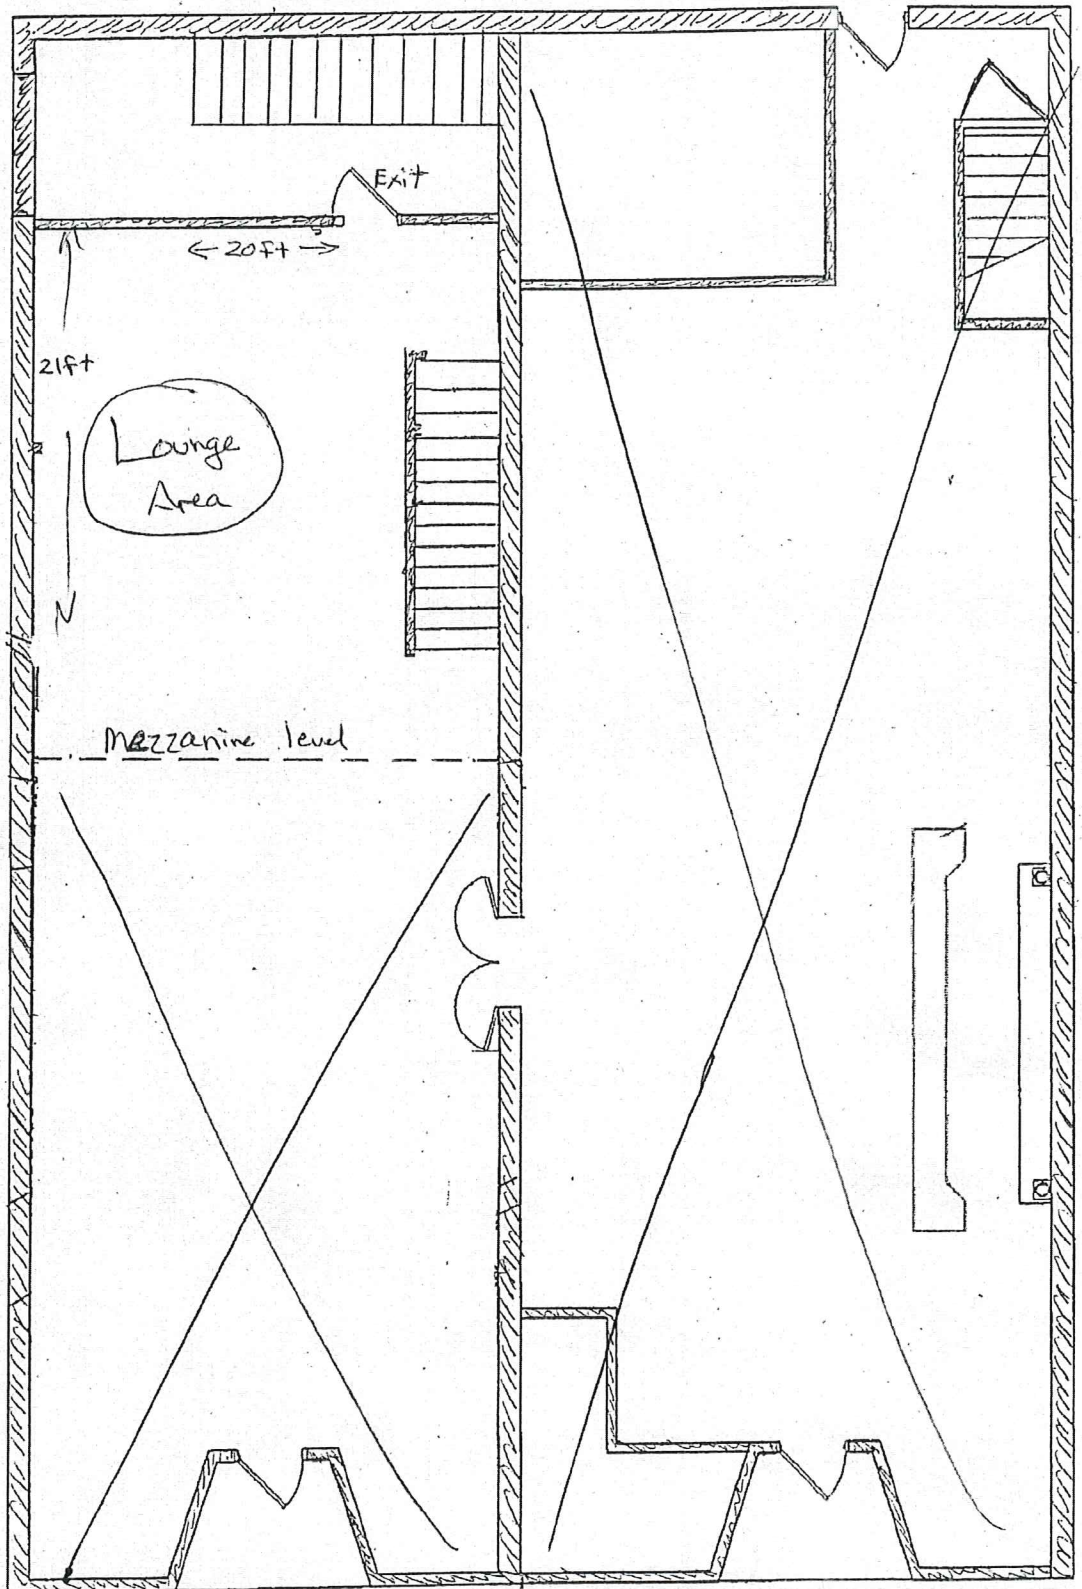 Exit
← 20ft →
21ft
Lounge
Area
Mezzanine level